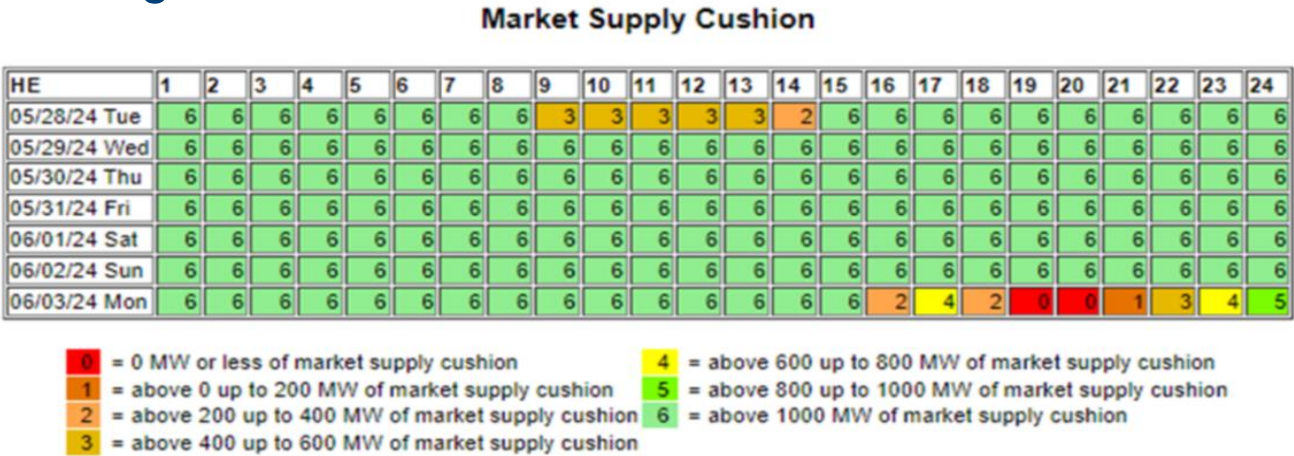 Market Supply Cushion
HE 1 2 3 4 5 6 7 8 9 10 11 12 13 14 15 16 17 18 19 20 21 22 23 24
05/28/24 Tue 6 6 6 6 6 6 6 6 3 3 3 3 3 2 6 6 6 6 6 6 6 6 6 6
05/29/24 Wed 6 6 6 6 6 6 6 6 6 6 6 6 6 6 6 6 6 6 6 6 6 6 6 6
05/30/24 Thu 6 6 6 6 6 6 6 6 6 6 6 6 6 6 6 6 6 6 6 6 6 6 6 6
05/31/24 Fri 6 6 6 6 6 6 6 6 6 6 6 6 6 6 6 6 6 6 6 6 6 6 6 6
06/01/24 Sat 6 6 6 6 6 6 6 6 6 6 6 6 6 6 6 6 6 6 6 6 6 6 6 6
06/02/24 Sun 6 6 6 6 6 6 6 6 6 6 6 6 6 6 6 6 6 6 6 6 6 6 6 6
06/03/24 Mon 6 6 6 6 6 6 6 6 6 6 6 6 6 6 6 2 4 2 0 0 1 3 4 5
0 = 0 MW or less of market supply cushion
1 = above 0 up to 200 MW of market supply cushion
2 = above 200 up to 400 MW of market supply cushion
3 = above 400 up to 600 MW of market supply cushion
4 = above 600 up to 800 MW of market supply cushion
5 = above 800 up to 1000 MW of market supply cushion
6 = above 1000 MW of market supply cushion